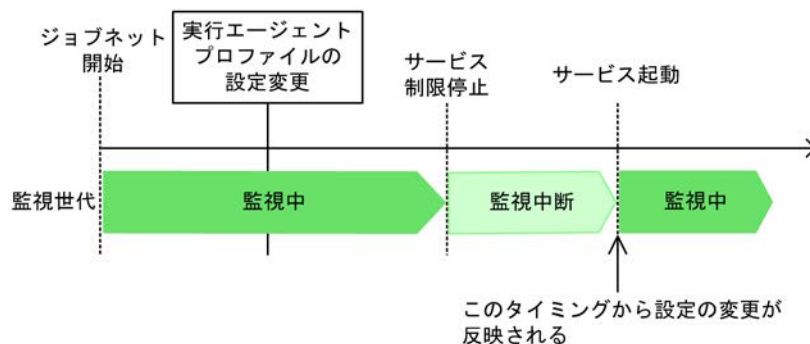 ジョブネット
開始
実行エージェント
プロファイルの
設定変更
サービス
制限停止
サービス起動
監視世代
監視中
監視中断
監視中
このタイミングから設定の変更が
反映される